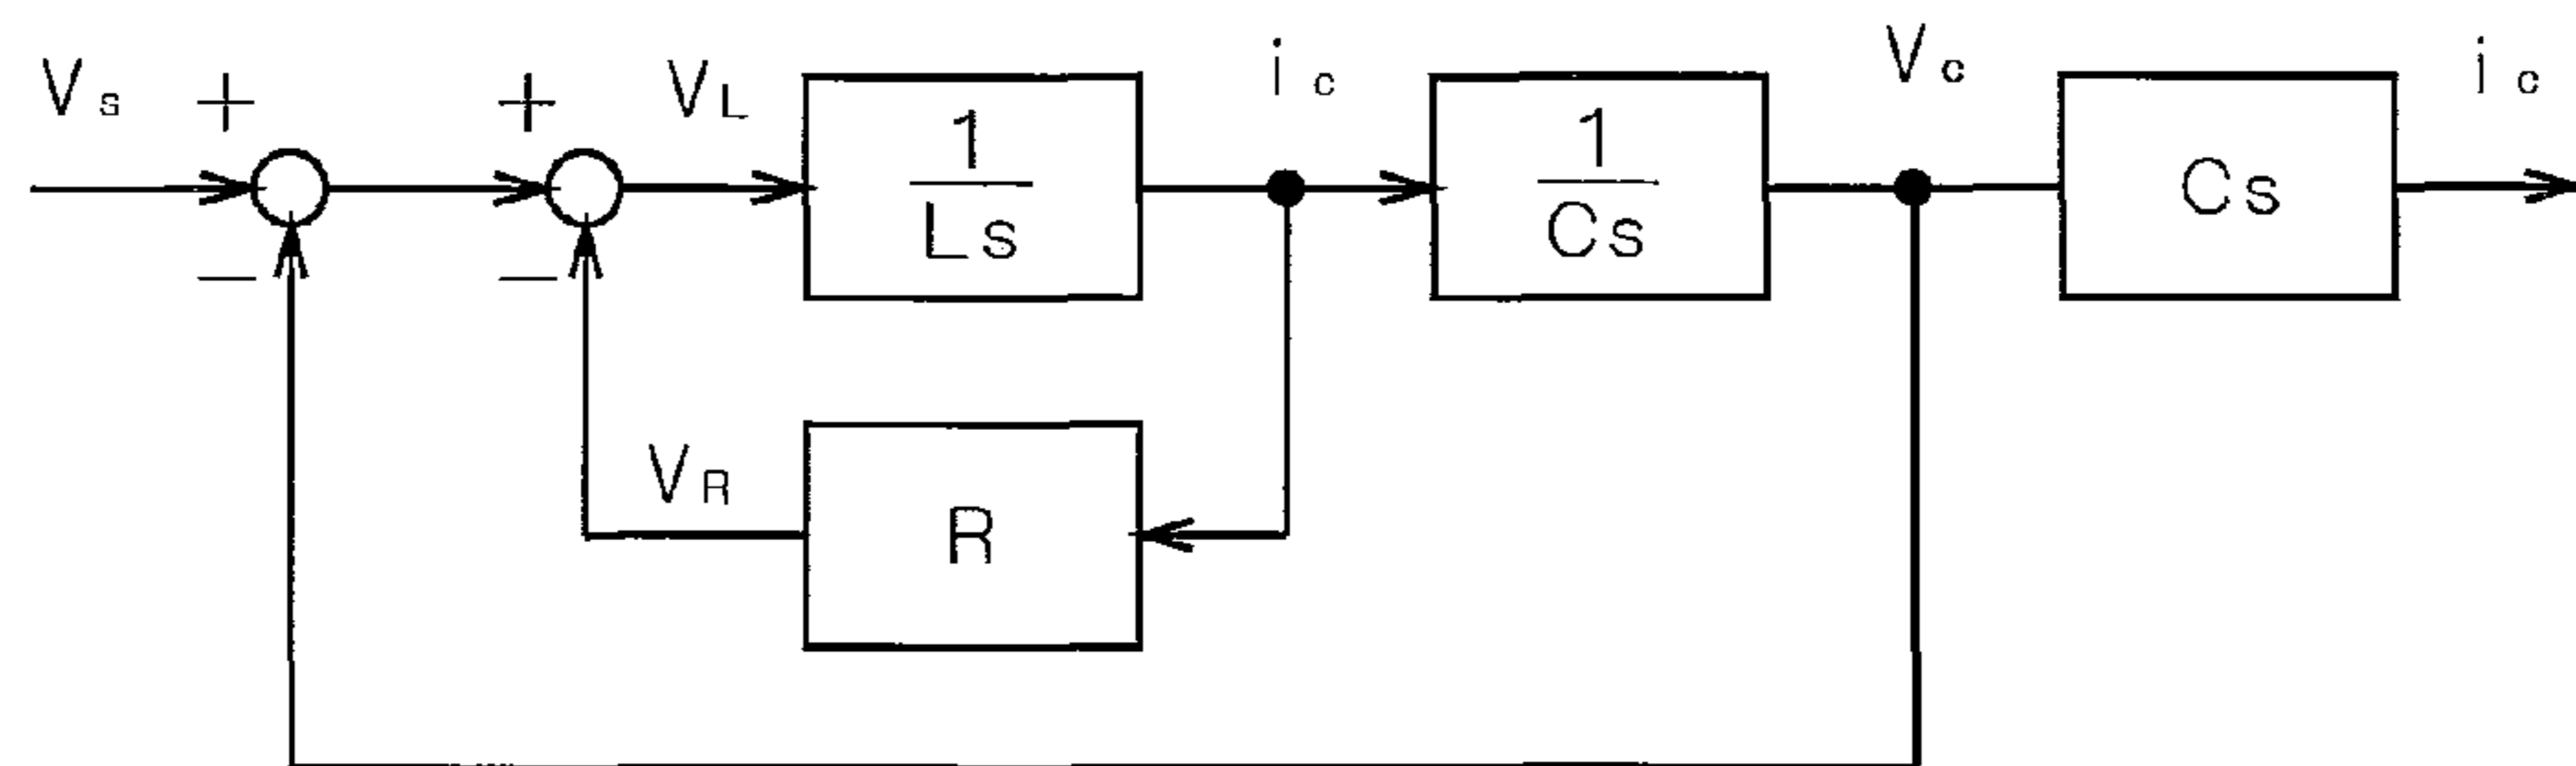 Vs + + VL 1/Ls ic 1/Cs Vc Cs ic
− −
VR R